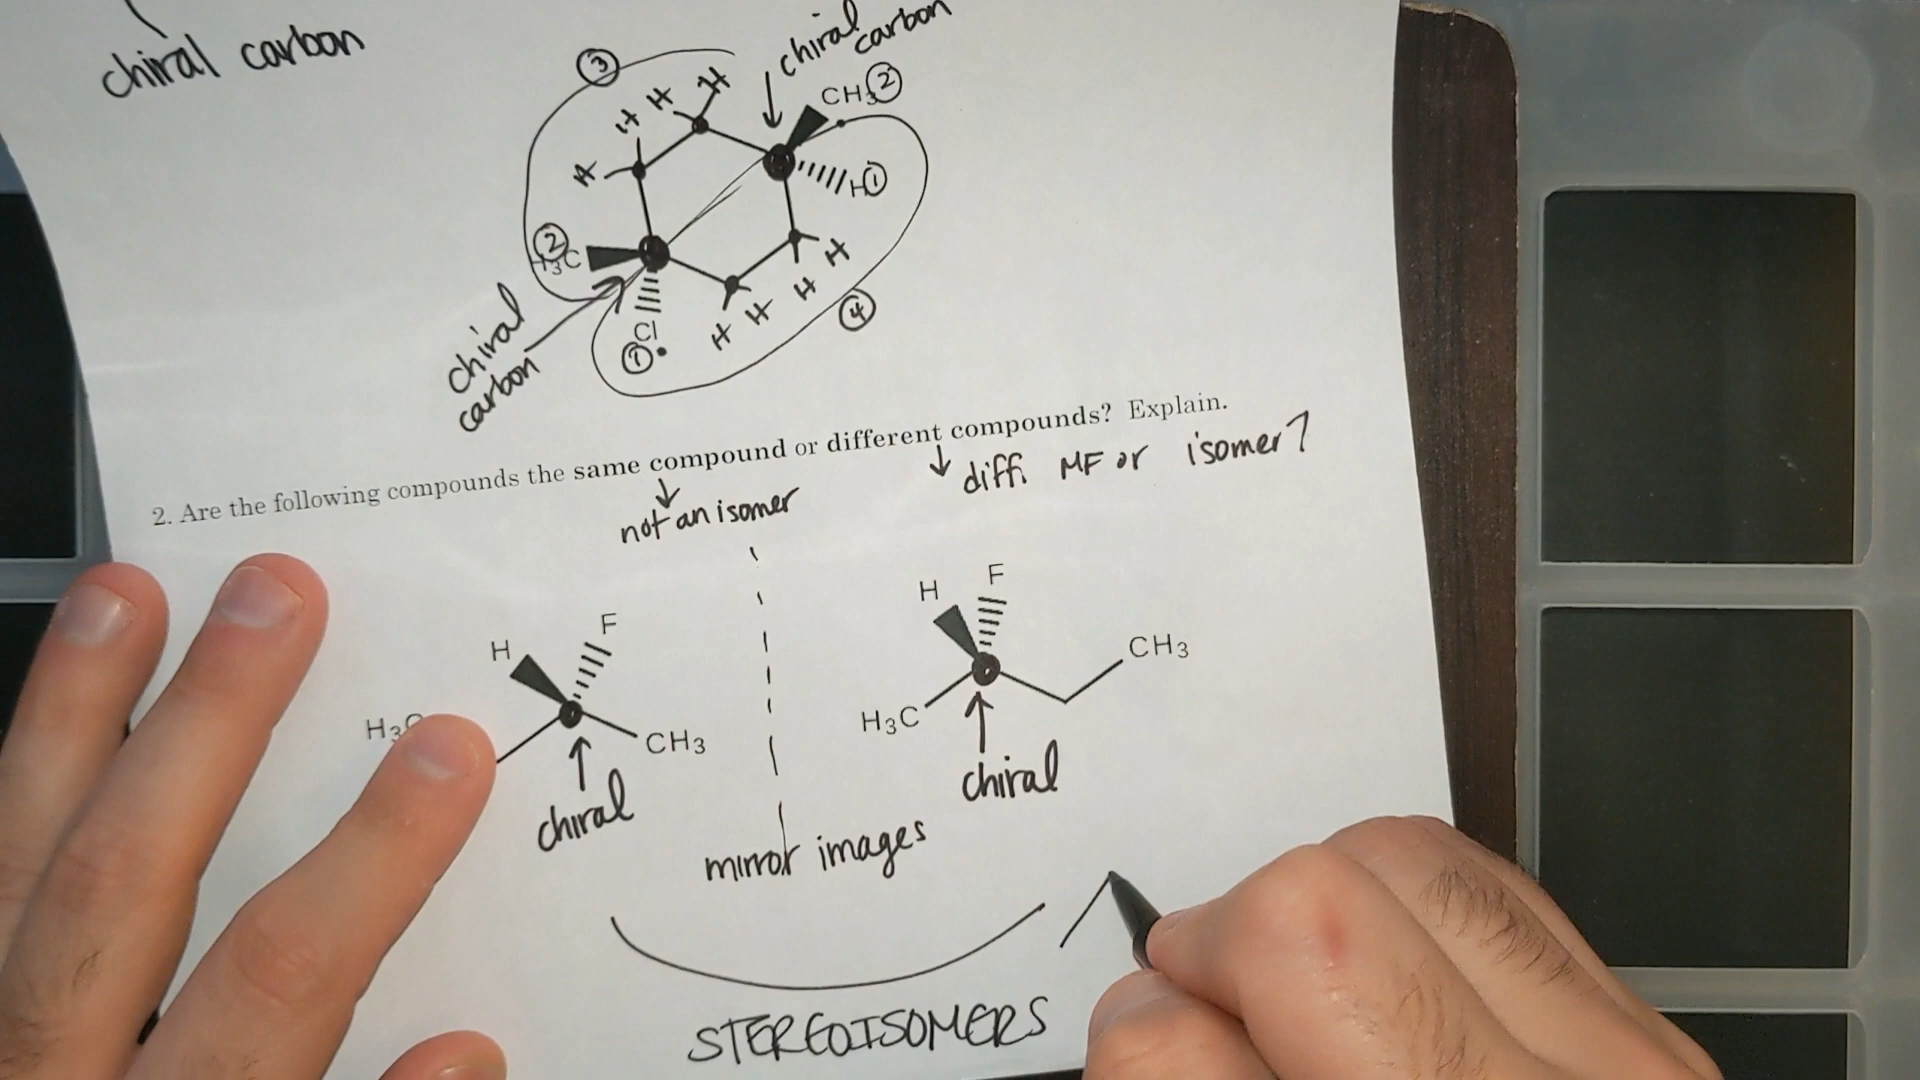 chiral carbon
chiral
carbon
3
H
H
H
H
CH3
2
H
1
2
H3C
Cl
1
H
H
H
H
4
chiral
carbon
2. Are the following compounds the same compound or different compounds? Explain.
not an isomer
diff. MF or isomer?
H
F
CH3
chiral
H
F
H3C
CH3
chiral
mirror images
STEREOISOMERS